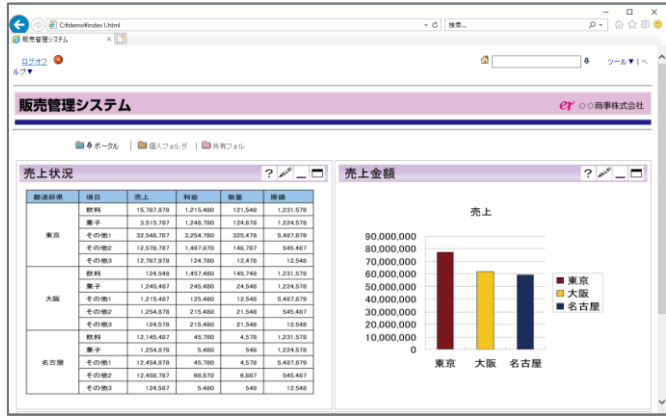 C:¥demo¥index1.html
検索...
販売管理システム
ログオフ
ルプ▼
ツール▼
販売管理システム
er ○○商事株式会社
ポータル | 個人フォルダ | 共有フォル
売上状況
都道府県 項目 売上 利益 数量 原価
東京
飲料 15,787,878 1,215,480 121,548 1,231,578
菓子 3,515,787 1,248,780 124,878 1,224,578
その他1 32,548,787 3,254,780 325,478 5,487,879
その他2 12,578,787 1,487,870 148,787 545,487
その他3 12,787,978 124,780 12,478 12,548
大阪
飲料 124,548 1,457,480 145,748 1,231,578
菓子 1,245,487 245,480 24,548 1,224,578
その他1 1,215,487 125,480 12,548 5,487,879
その他2 1,254,878 215,480 21,548 545,487
その他3 124,578 215,480 21,548 12,548
名古屋
飲料 12,145,487 45,780 4,578 1,231,578
菓子 1,254,878 5,480 548 1,224,578
その他1 12,454,878 45,780 4,578 5,487,879
その他2 12,458,787 68,870 6,887 545,487
その他3 124,587 5,480 548 12,548
売上金額
売上
90,000,000
80,000,000
70,000,000
60,000,000
50,000,000
40,000,000
30,000,000
20,000,000
10,000,000
0
東京 大阪 名古屋
東京
大阪
名古屋